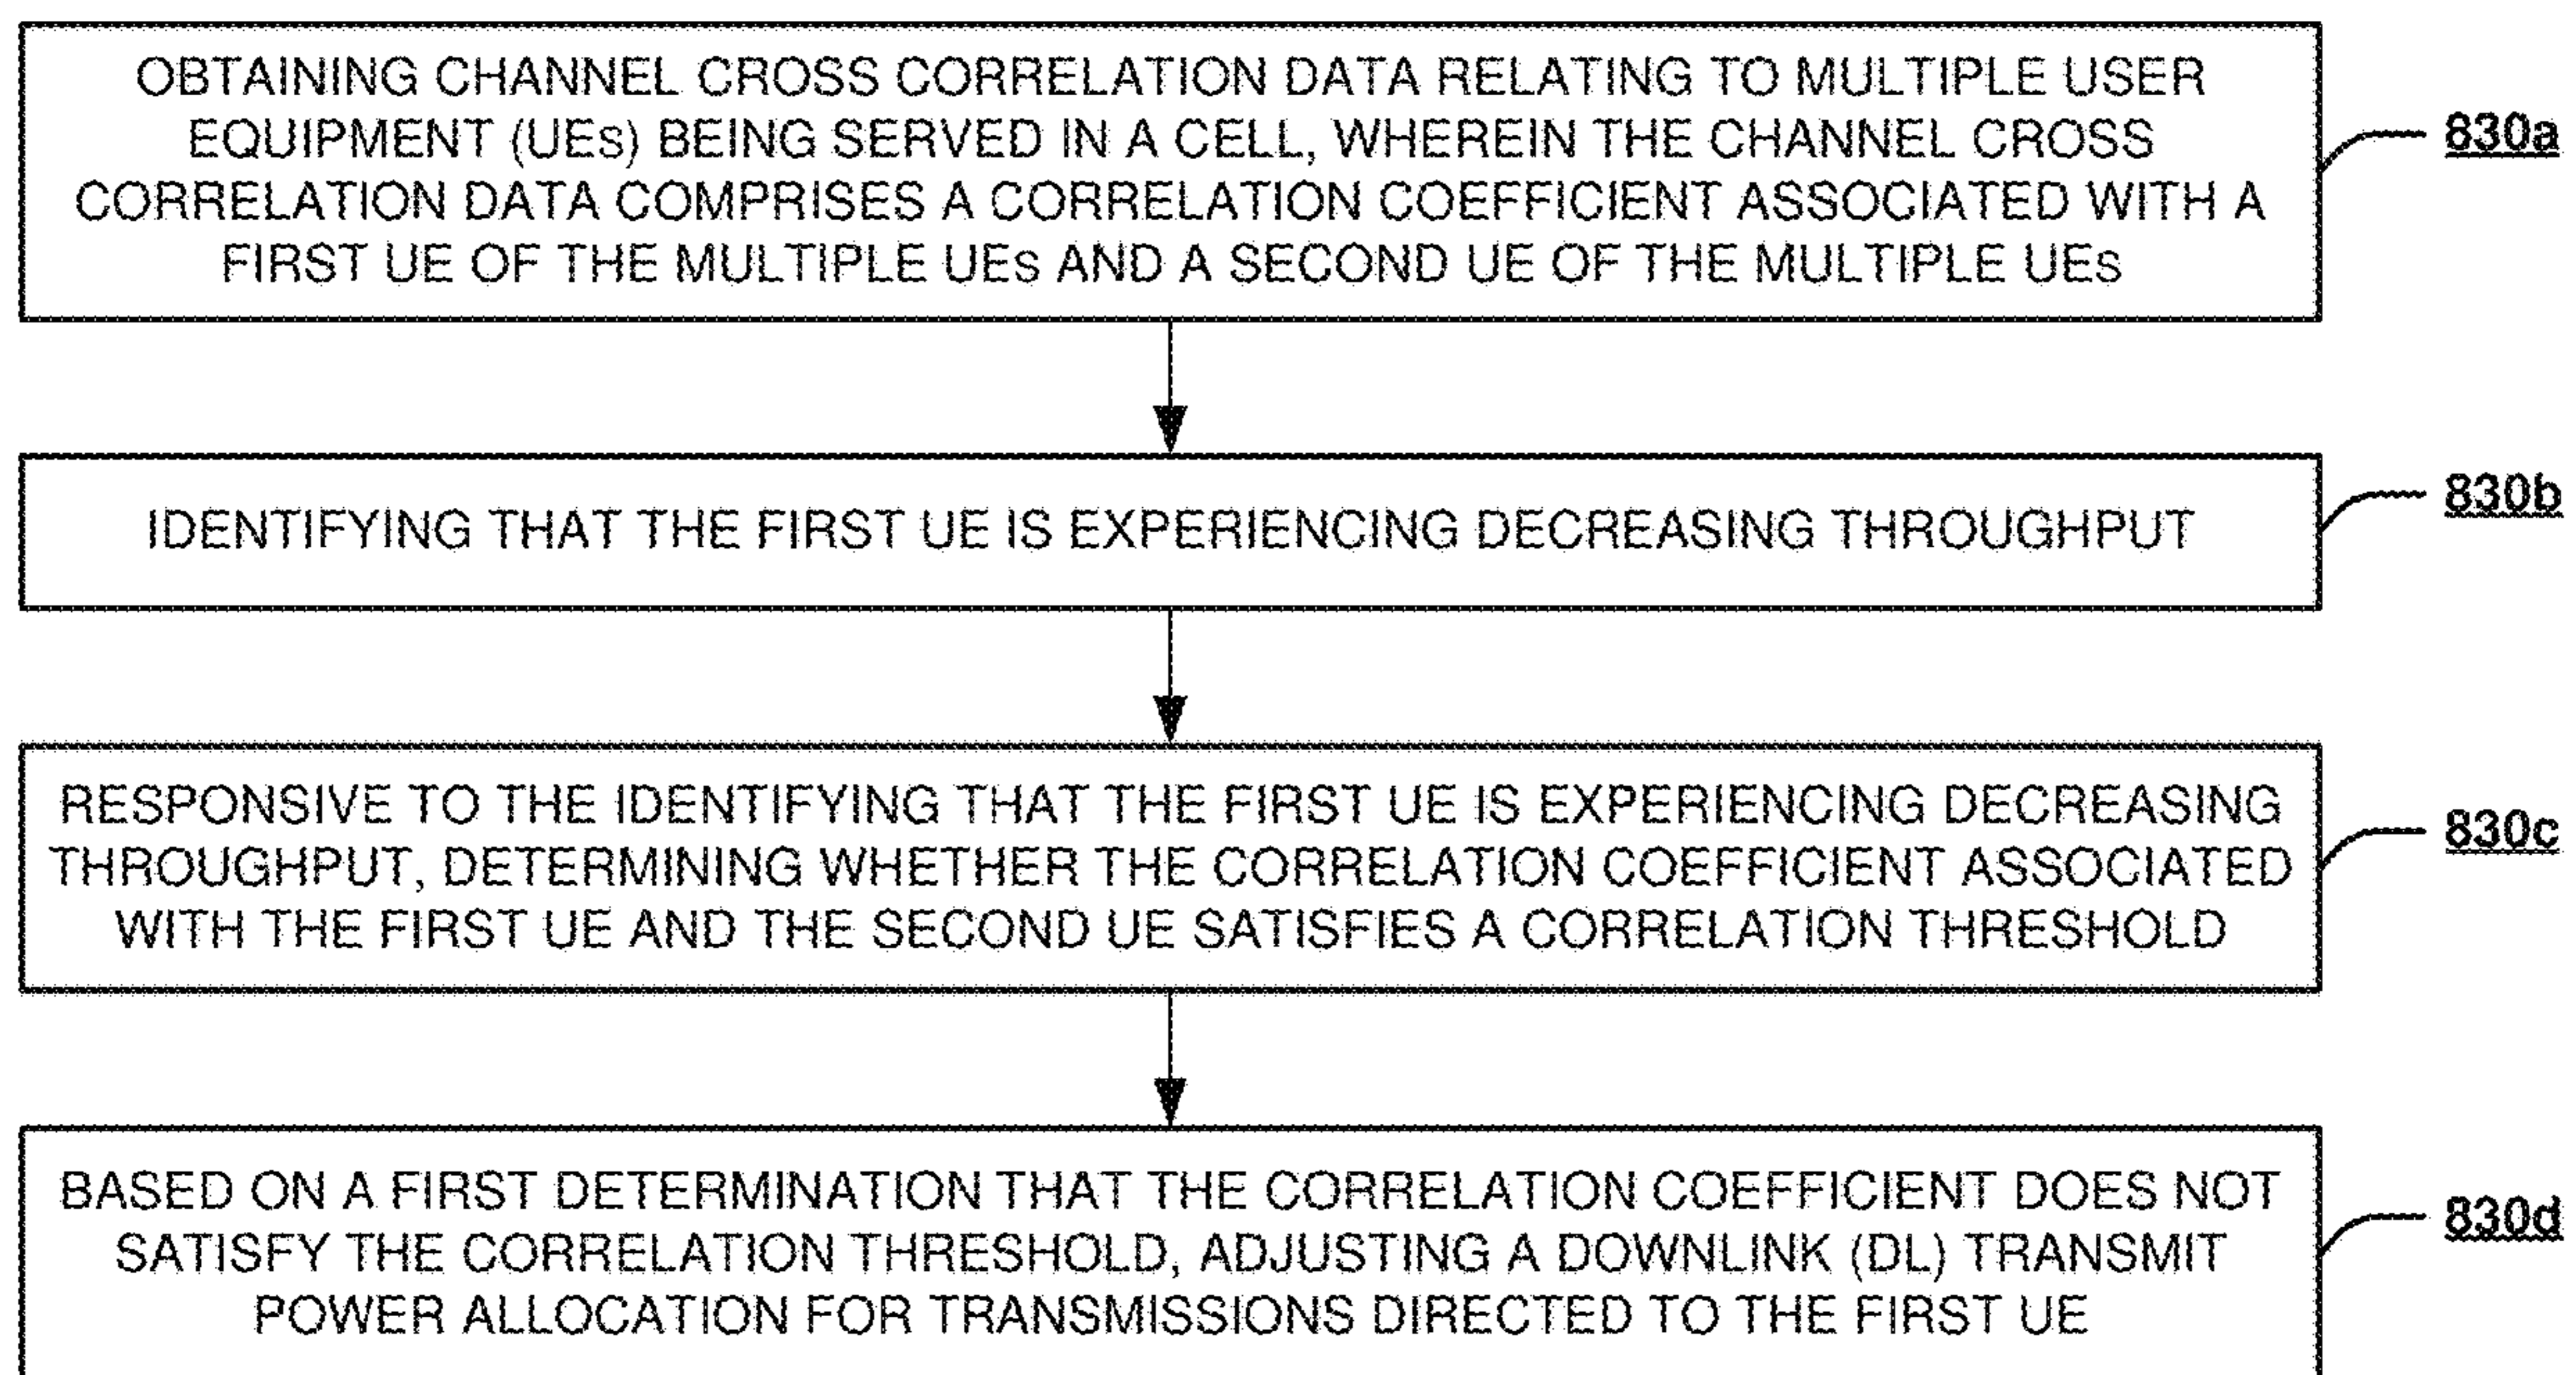 OBTAINING CHANNEL CROSS CORRELATION DATA RELATING TO MULTIPLE USER
EQUIPMENT (UEs) BEING SERVED IN A CELL, WHEREIN THE CHANNEL CROSS
CORRELATION DATA COMPRISES A CORRELATION COEFFICIENT ASSOCIATED WITH A
FIRST UE OF THE MULTIPLE UEs AND A SECOND UE OF THE MULTIPLE UEs
830a
IDENTIFYING THAT THE FIRST UE IS EXPERIENCING DECREASING THROUGHPUT
830b
RESPONSIVE TO THE IDENTIFYING THAT THE FIRST UE IS EXPERIENCING DECREASING
THROUGHPUT, DETERMINING WHETHER THE CORRELATION COEFFICIENT ASSOCIATED
WITH THE FIRST UE AND THE SECOND UE SATISFIES A CORRELATION THRESHOLD
830c
BASED ON A FIRST DETERMINATION THAT THE CORRELATION COEFFICIENT DOES NOT
SATISFY THE CORRELATION THRESHOLD, ADJUSTING A DOWNLINK (DL) TRANSMIT
POWER ALLOCATION FOR TRANSMISSIONS DIRECTED TO THE FIRST UE
830d